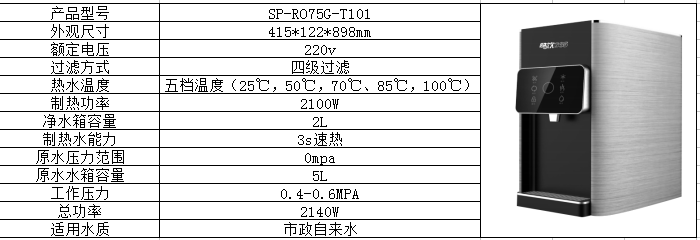 产品型号 SP-RO75G-T101
外观尺寸 415*122*898mm
额定电压 220v
过滤方式 四级过滤
热水温度 五档温度（25℃，50℃，70℃、85℃，100℃）
制热功率 2100W
净水箱容量 2L
制热水能力 3s速热
原水压力范围 0mpa
原水水箱容量 5L
工作压力 0.4-0.6MPA
总功率 2140W
适用水质 市政自来水